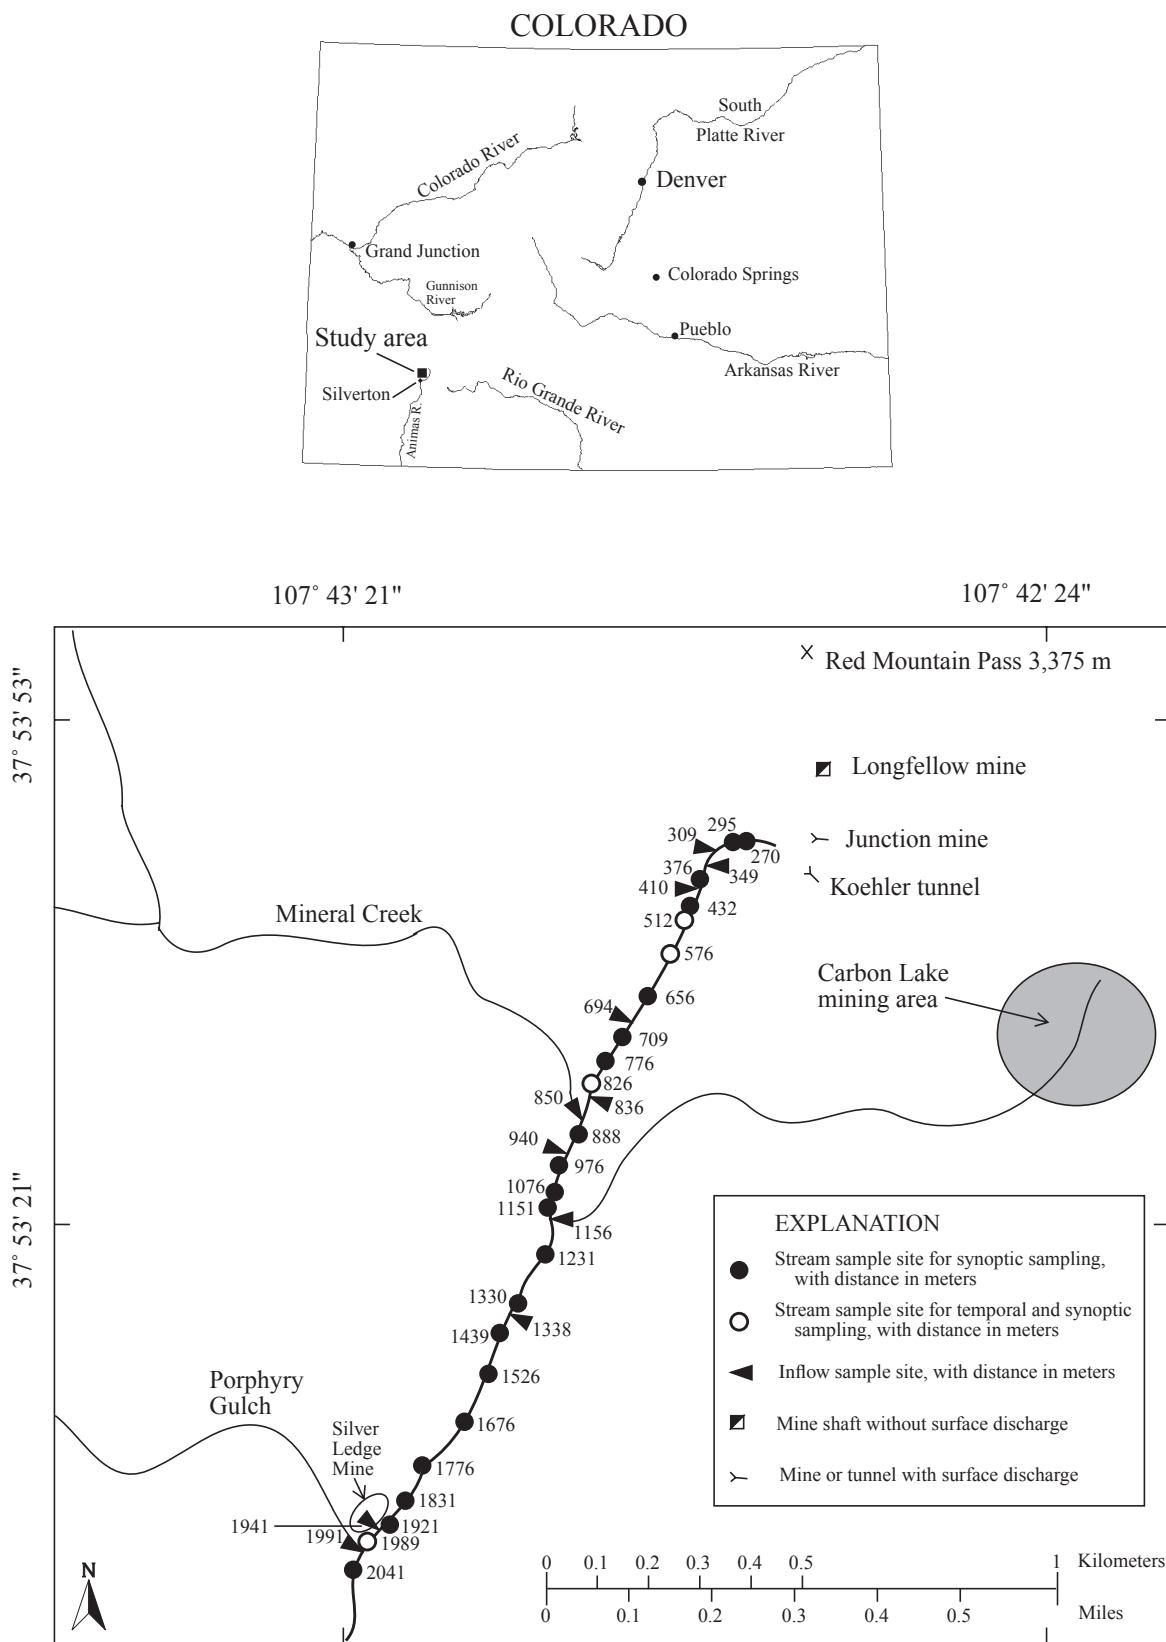 COLORADO
South
Platte River
Colorado River
Denver
Grand Junction
Colorado Springs
Gunnison
River
Pueblo
Study area
Arkansas River
Silverton
Rio Grande River
Animas R.
107° 43' 21"
107° 42' 24"
37° 53' 53"
Red Mountain Pass 3,375 m
Longfellow mine
295
309
Junction mine
270
376
349
410
Koehler tunnel
432
Mineral Creek
512
576
Carbon Lake
mining area
656
694
709
776
826
850
836
888
940
976
1076
37° 53' 21"
1151
1156
1231
EXPLANATION
Stream sample site for synoptic sampling,
with distance in meters
Stream sample site for temporal and synoptic
sampling, with distance in meters
Inflow sample site, with distance in meters
Mine shaft without surface discharge
Mine or tunnel with surface discharge
1330
1338
1439
1526
Porphyry
Gulch
Silver
Ledge
Mine
1676
1776
1831
1941
1921
1991
1989
2041
N
0 0.1 0.2 0.3 0.4 0.5 1 Kilometers
0 0.1 0.2 0.3 0.4 0.5 Miles